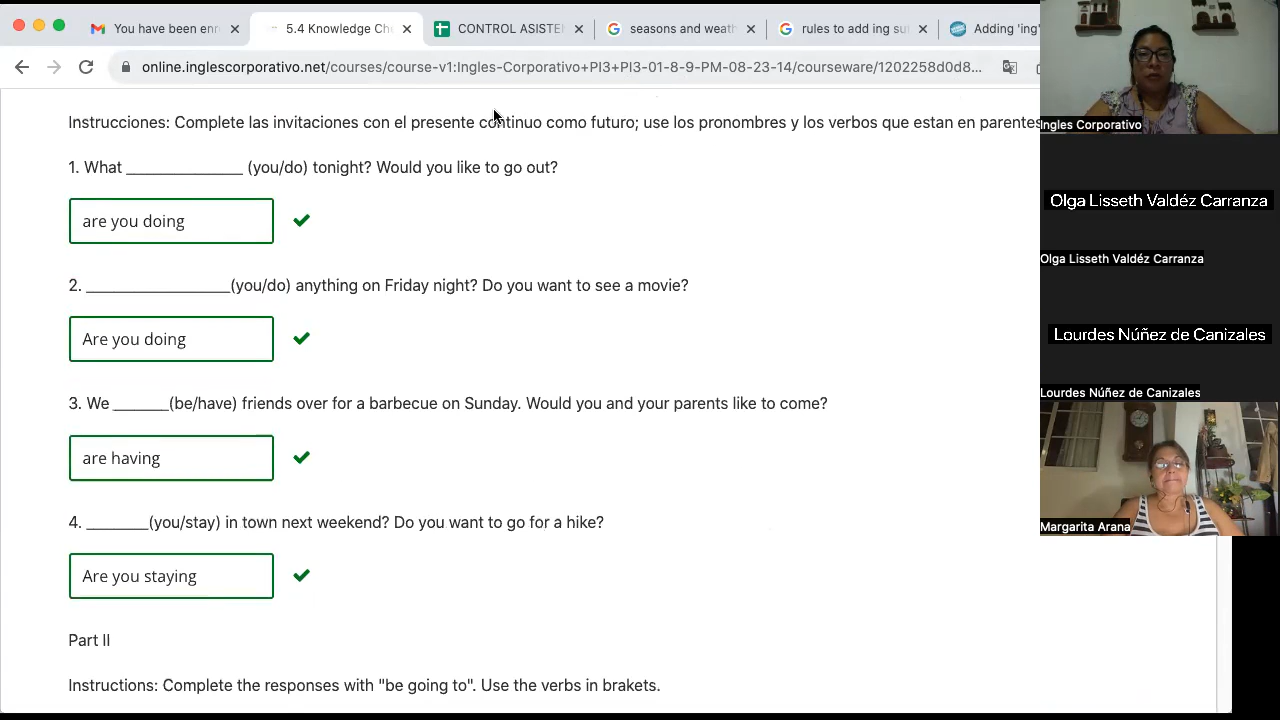 You have been enr
5.4 Knowledge Che
CONTROL ASISTE
seasons and weath
rules to add ing su
Adding 'ing'
online.inglescorporativo.net/courses/course-v1:Ingles-Corporativo+PI3+PI3-01-8-9-PM-08-23-14/courseware/1202258d0d8...
Instrucciones: Complete las invitaciones con el presente continuo como futuro; use los pronombres y los verbos que estan en parentes
1. What ______________ (you/do) tonight? Would you like to go out?
are you doing
2. __________________(you/do) anything on Friday night? Do you want to see a movie?
Are you doing
3. We _______(be/have) friends over for a barbecue on Sunday. Would you and your parents like to come?
are having
4. ________(you/stay) in town next weekend? Do you want to go for a hike?
Are you staying
Part II
Instructions: Complete the responses with "be going to". Use the verbs in brakets.
Ingles Corporativo
Olga Lisseth Valdéz Carranza
Olga Lisseth Valdéz Carranza
Lourdes Núñez de Canizales
Lourdes Núñez de Canizales
Margarita Arana